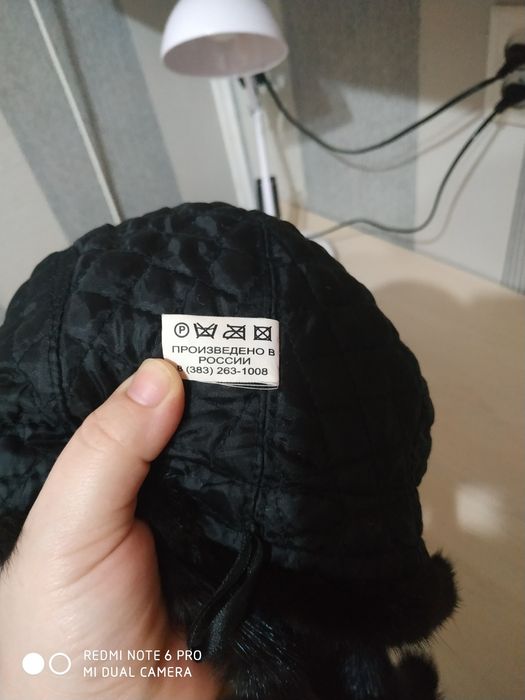 P
ПРОИЗВЕДЕНО В
РОССИИ
8 (383) 263-1008
REDMI NOTE 6 PRO
MI DUAL CAMERA